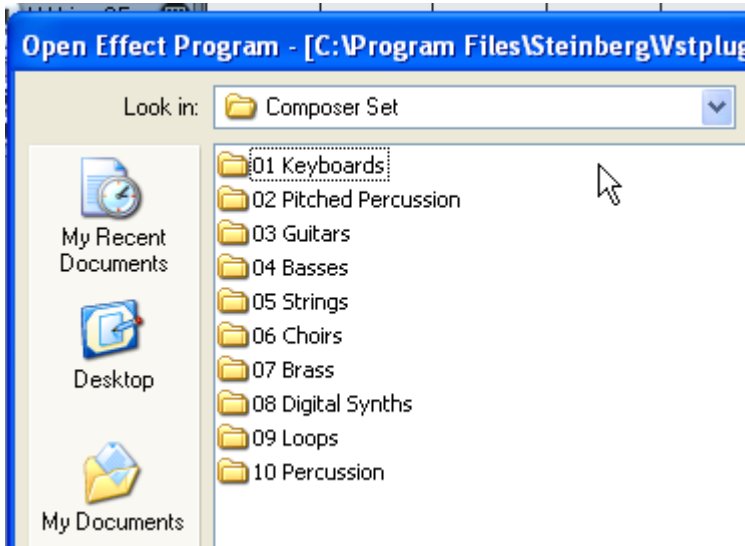 Open Effect Program - [C:\Program Files\Steinberg\Vstplug
Look in:
Composer Set
My Recent
Documents
Desktop
My Documents
01 Keyboards
02 Pitched Percussion
03 Guitars
04 Basses
05 Strings
06 Choirs
07 Brass
08 Digital Synths
09 Loops
10 Percussion